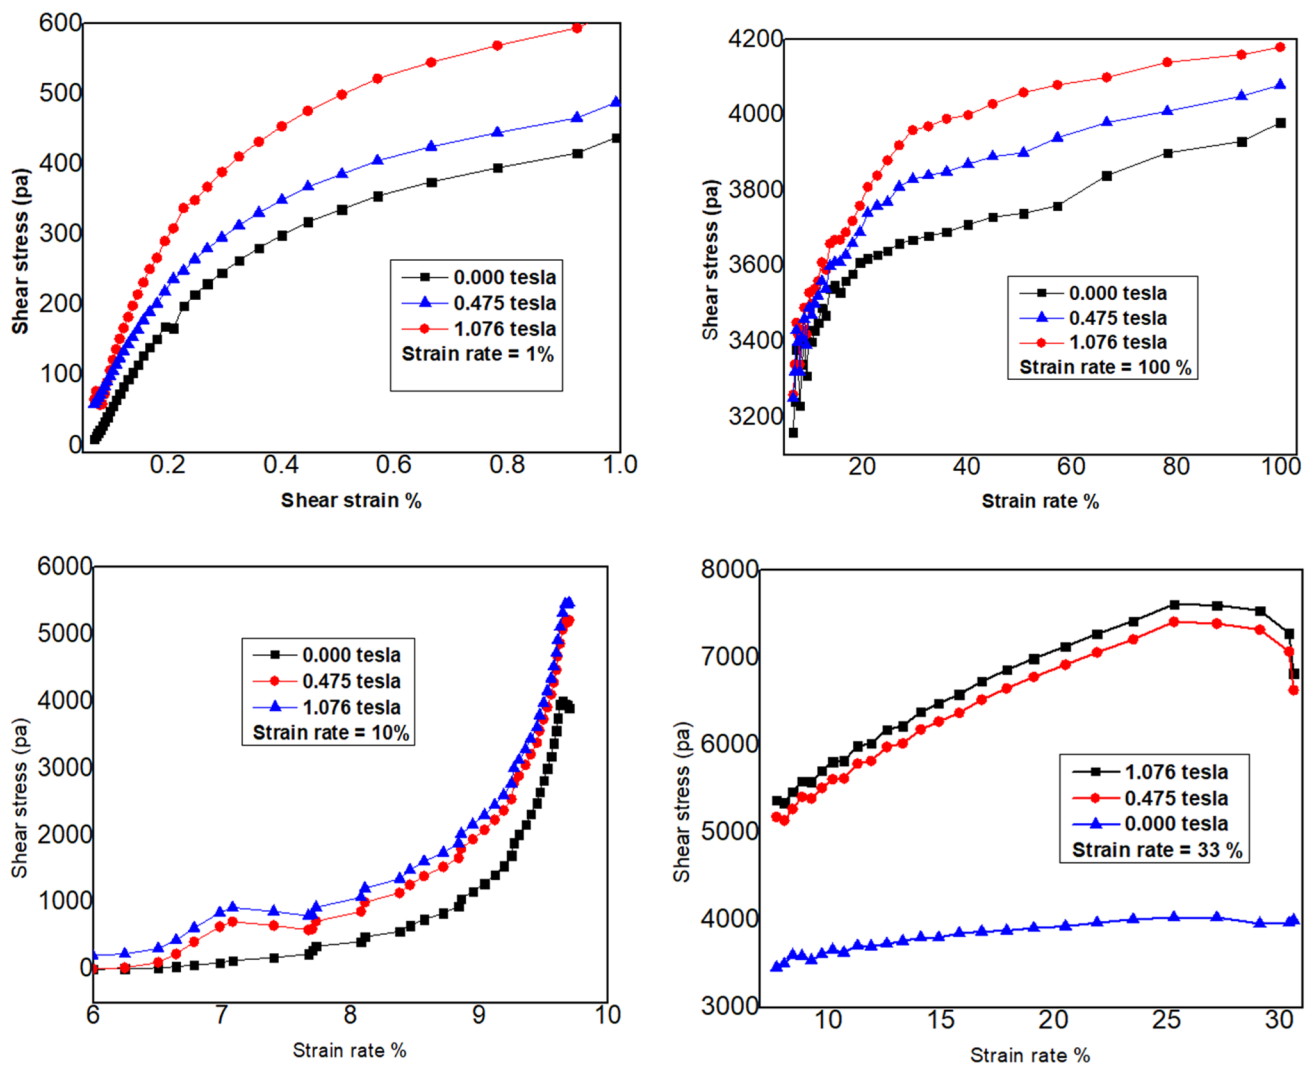 600
500
400
300
200
100
0
Shear stress (pa)
0.000 tesla
0.475 tesla
1.076 tesla
Strain rate = 1%
0.2 0.4 0.6 0.8 1.0
Shear strain %
4200
4000
3800
3600
3400
3200
Shear stress (pa)
0.000 tesla
0.475 tesla
1.076 tesla
Strain rate = 100 %
20 40 60 80 100
Strain rate %
6000
5000
4000
3000
2000
1000
0
Shear stress (pa)
0.000 tesla
0.475 tesla
1.076 tesla
Strain rate = 10%
6 7 8 9 10
Strain rate %
8000
7000
6000
5000
4000
3000
Shear stress (pa)
1.076 tesla
0.475 tesla
0.000 tesla
Strain rate = 33 %
10 15 20 25 30
Strain rate %